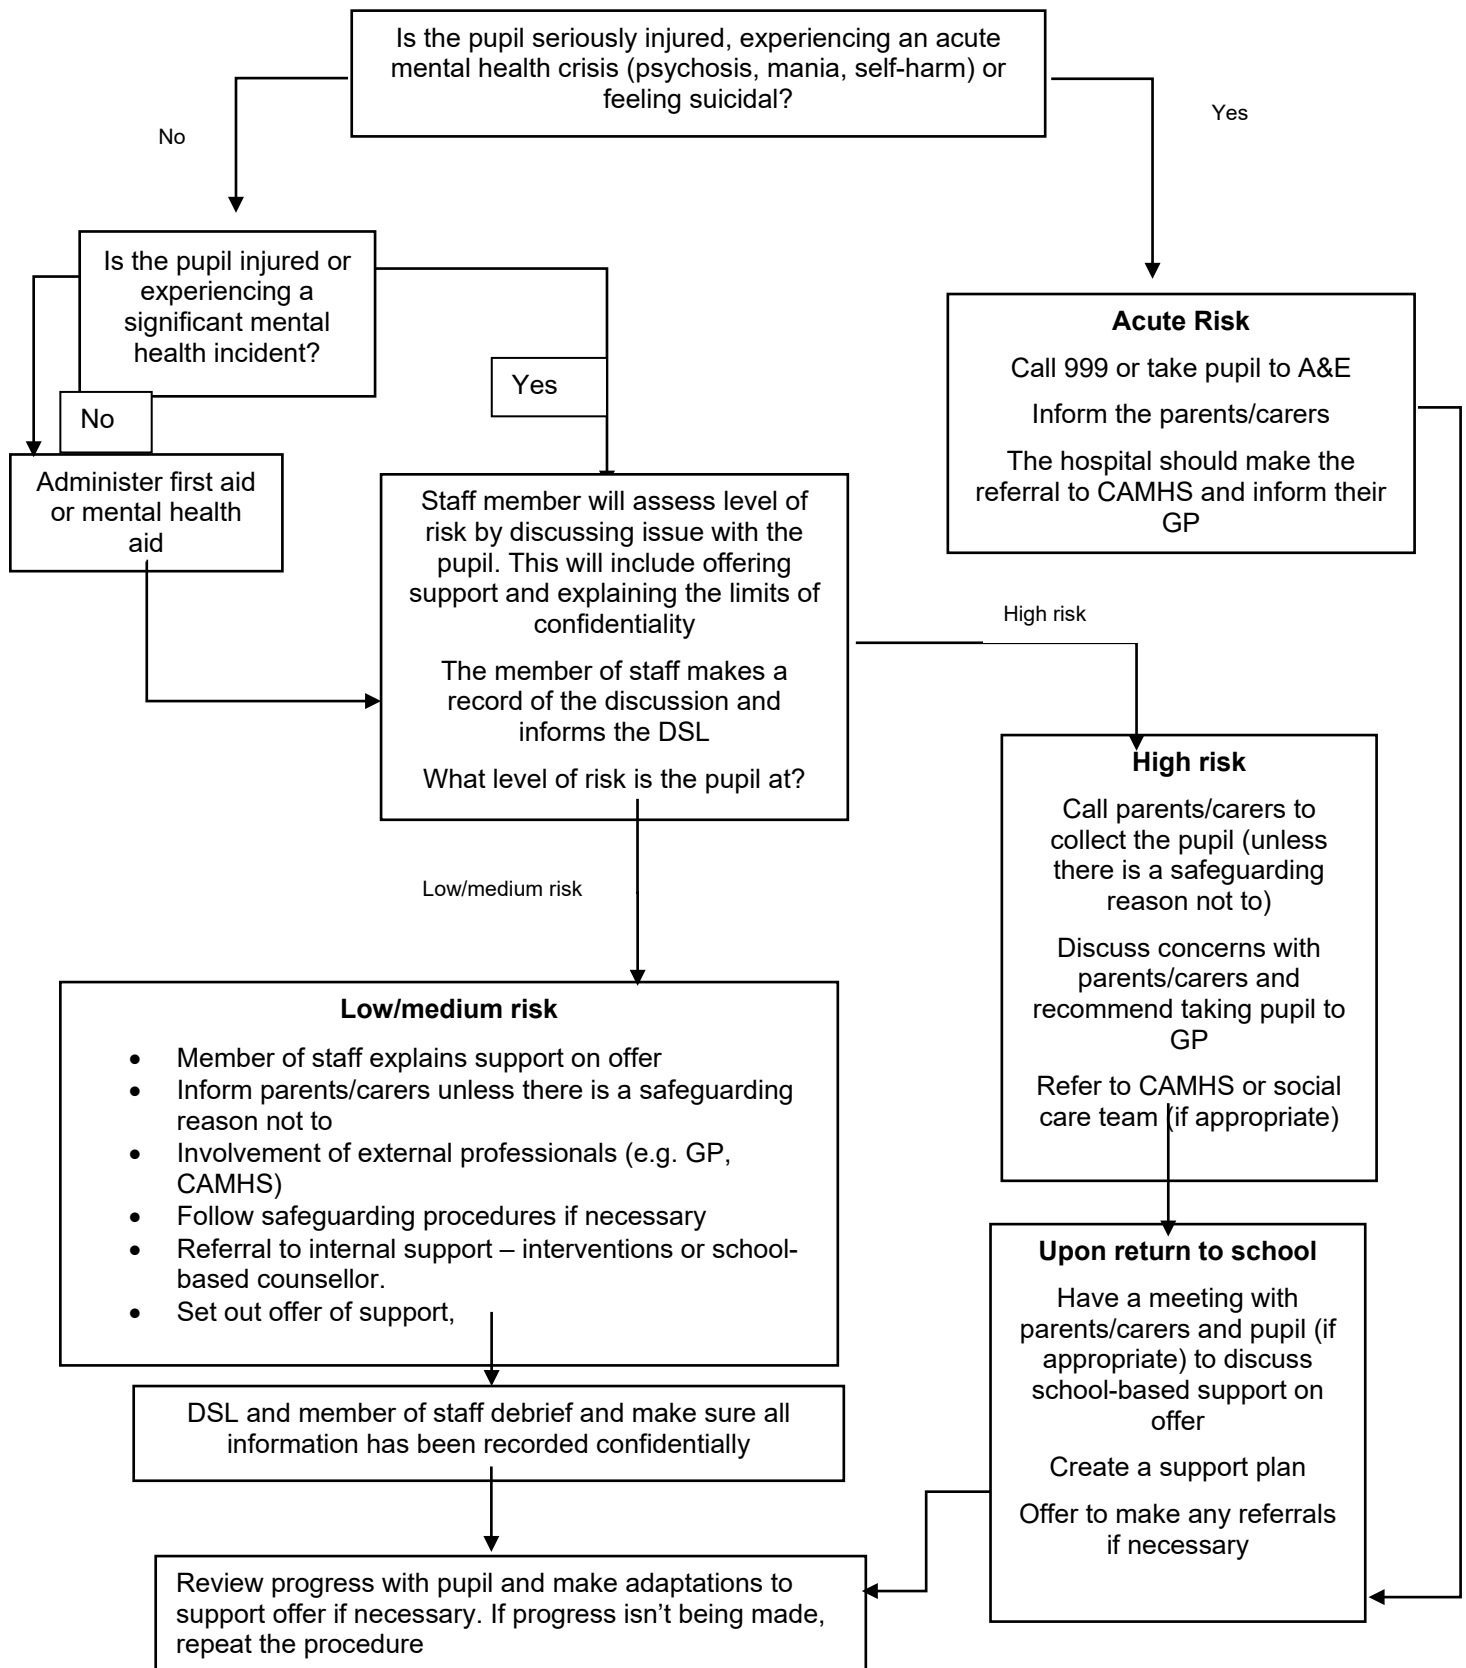 Is the pupil seriously injured, experiencing an acute
mental health crisis (psychosis, mania, self-harm) or
feeling suicidal?
No
Yes
Is the pupil injured or
experiencing a
significant mental
health incident?
Yes
No
Acute Risk
Call 999 or take pupil to A&E
Inform the parents/carers
The hospital should make the
referral to CAMHS and inform their
GP
Administer first aid
or mental health
aid
Staff member will assess level of
risk by discussing issue with the
pupil. This will include offering
support and explaining the limits of
confidentiality
The member of staff makes a
record of the discussion and
informs the DSL
What level of risk is the pupil at?
High risk
High risk
Call parents/carers to
collect the pupil (unless
there is a safeguarding
reason not to)
Discuss concerns with
parents/carers and
recommend taking pupil to
GP
Refer to CAMHS or social
care team (if appropriate)
Low/medium risk
Low/medium risk
• Member of staff explains support on offer
• Inform parents/carers unless there is a safeguarding
reason not to
• Involvement of external professionals (e.g. GP,
CAMHS)
• Follow safeguarding procedures if necessary
• Referral to internal support – interventions or school-
based counsellor.
• Set out offer of support,
Upon return to school
Have a meeting with
parents/carers and pupil (if
appropriate) to discuss
school-based support on
offer
Create a support plan
Offer to make any referrals
if necessary
DSL and member of staff debrief and make sure all
information has been recorded confidentially
Review progress with pupil and make adaptations to
support offer if necessary. If progress isn’t being made,
repeat the procedure